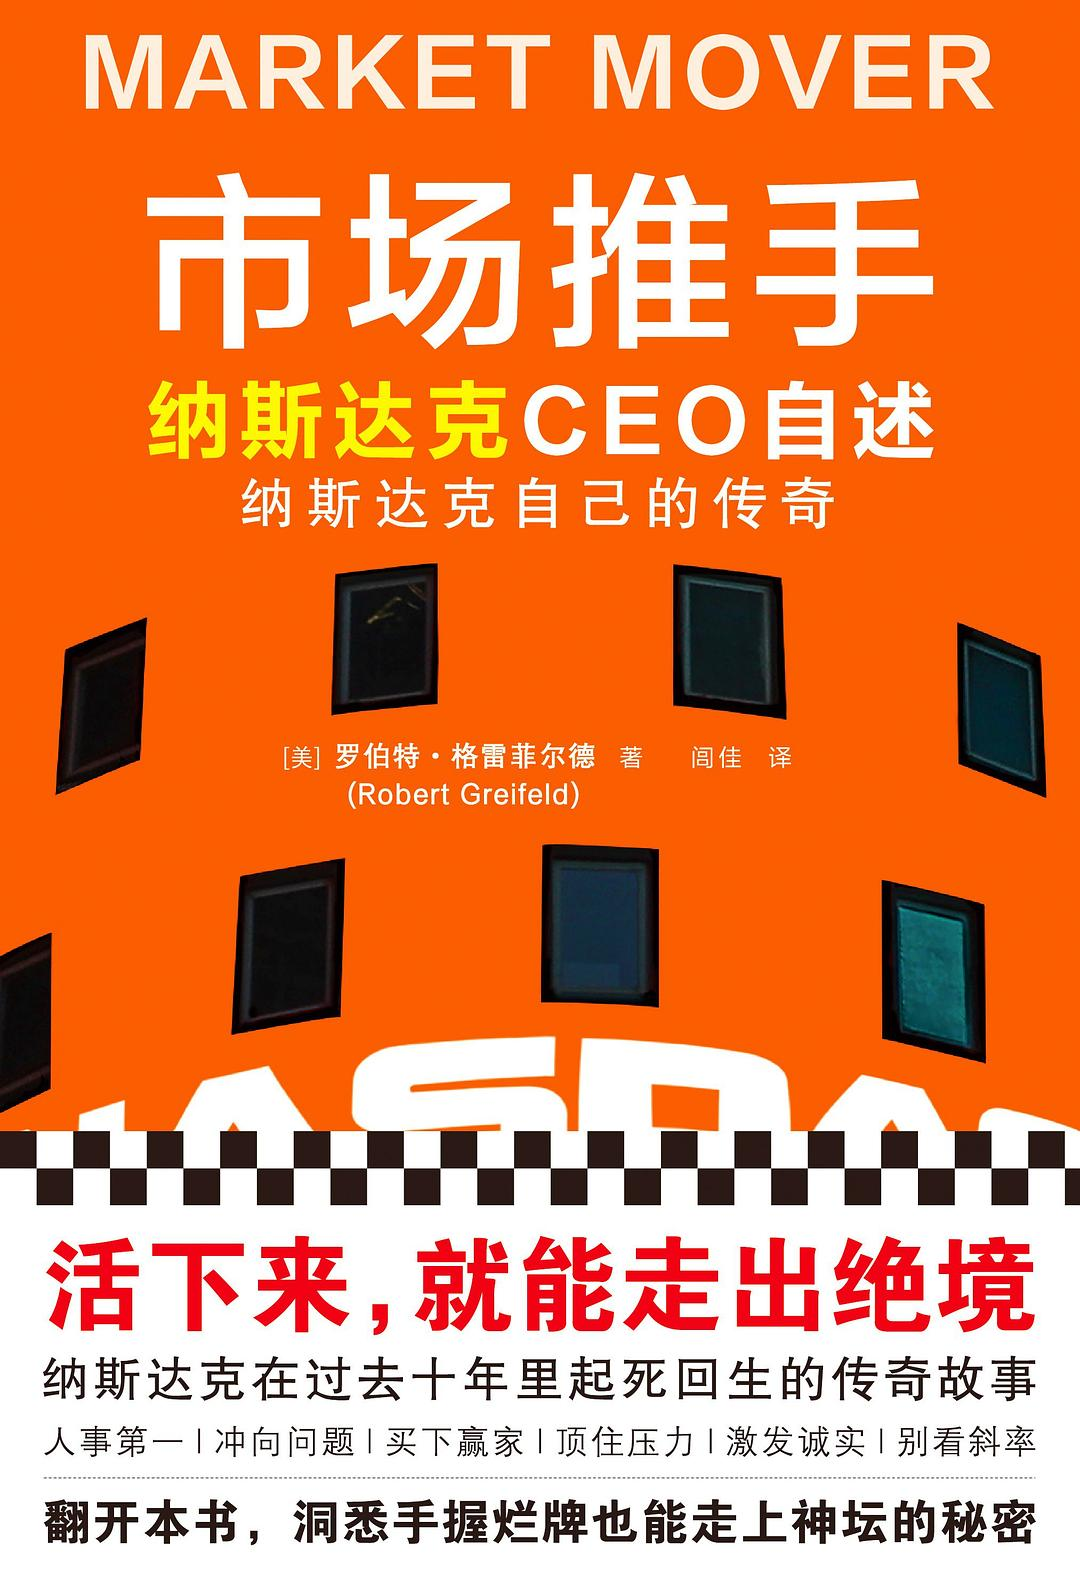 MARKET MOVER
市场推手
纳斯达克CEO自述
纳斯达克自己的传奇
[美] 罗伯特·格雷菲尔德 著 闾佳 译
(Robert Greifeld)
NASDA
活下来,就能走出绝境
纳斯达克在过去十年里起死回生的传奇故事
人事第一|冲向问题|买下赢家|顶住压力|激发诚实|别看斜率
翻开本书，洞悉手握烂牌也能走上神坛的秘密